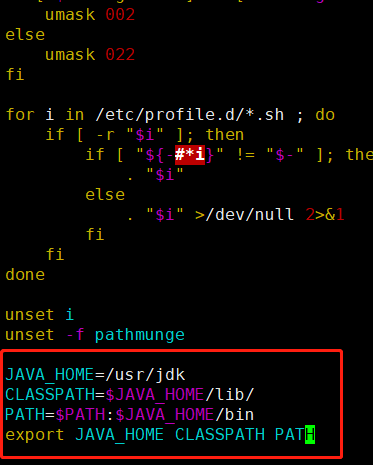 umask 002
else
umask 022
fi
for i in /etc/profile.d/*.sh ; do
if [ -r "$i" ]; then
if [ "${-#*i}" != "$-" ]; the
. "$i"
else
. "$i" >/dev/null 2>&1
fi
fi
done
unset i
unset -f pathmunge
JAVA_HOME=/usr/jdk
CLASSPATH=$JAVA_HOME/lib/
PATH=$PATH:$JAVA_HOME/bin
export JAVA_HOME CLASSPATH PATH